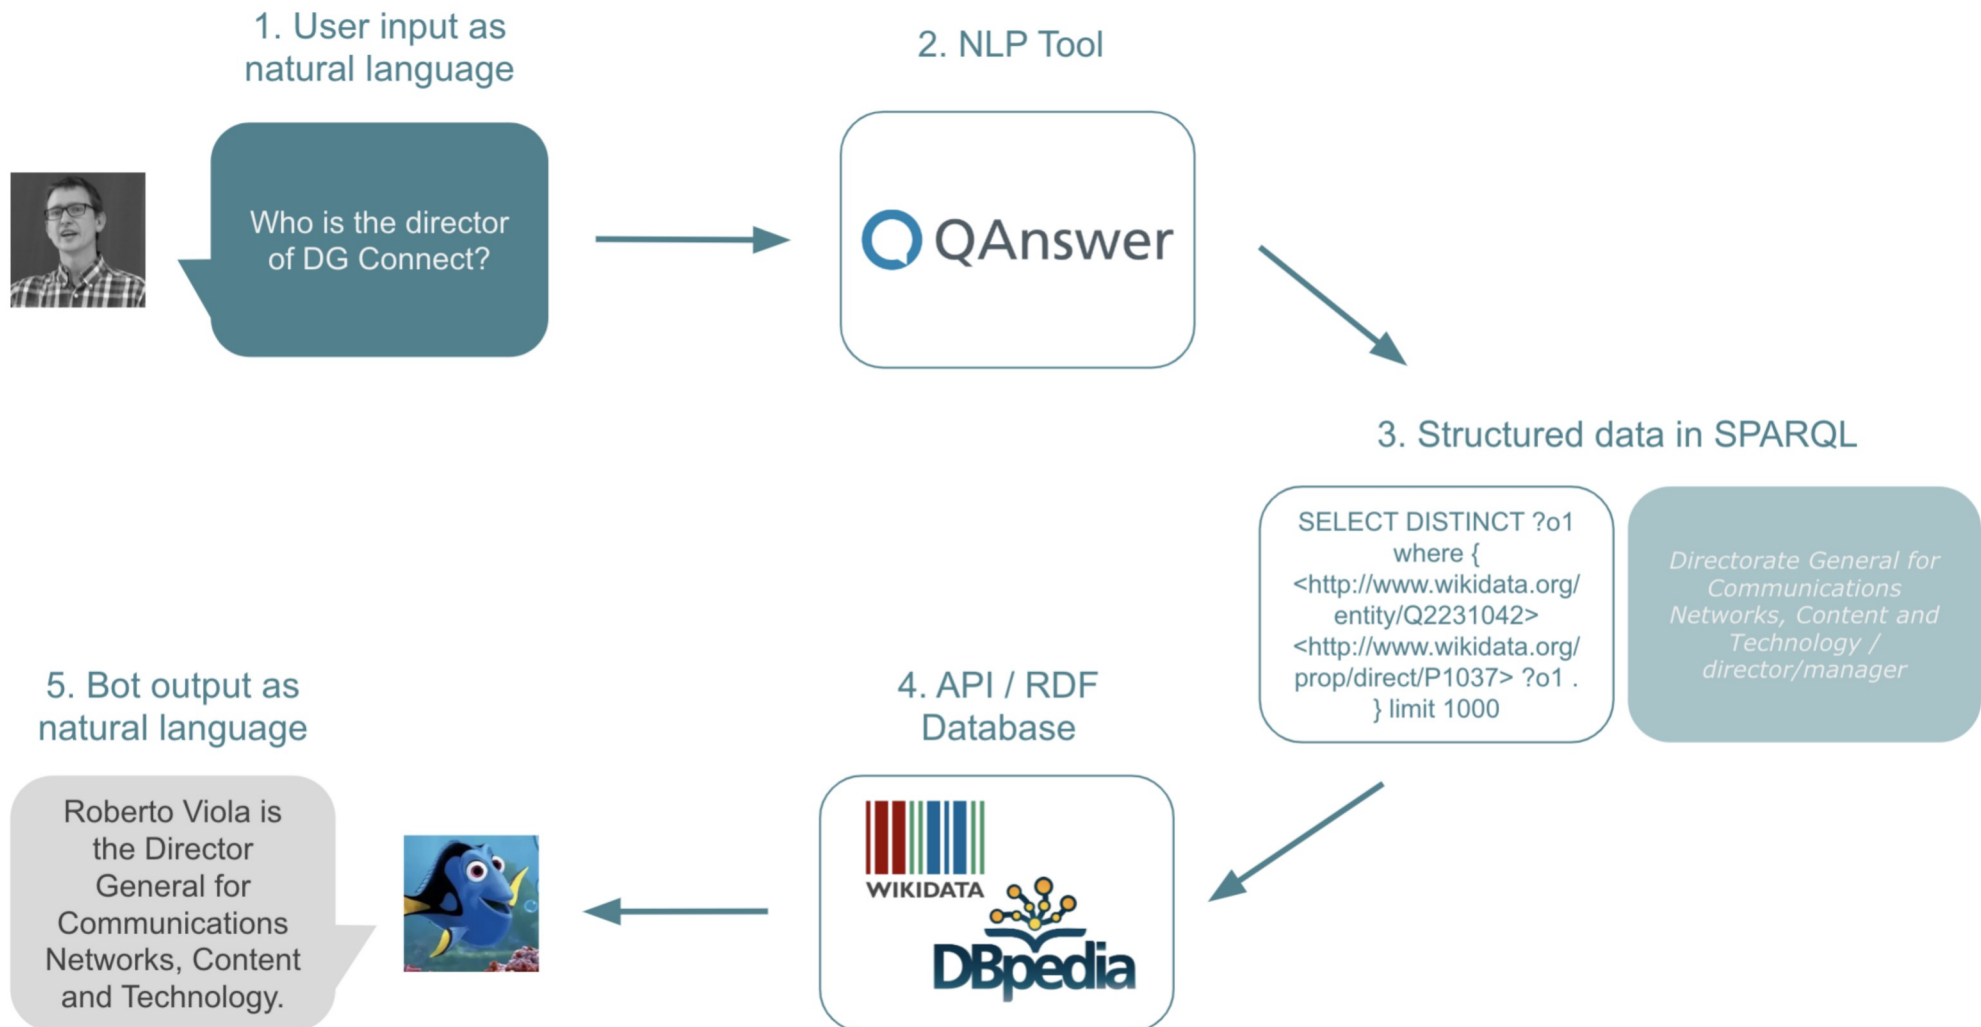 1. User input as
natural language
Who is the director
of DG Connect?
2. NLP Tool
QAnswer
3. Structured data in SPARQL
SELECT DISTINCT ?o1
where {
<http://www.wikidata.org/
entity/Q2231042>
<http://www.wikidata.org/
prop/direct/P1037> ?o1 .
} limit 1000
Directorate General for
Communications
Networks, Content and
Technology /
director/manager
4. API / RDF
Database
WIKIDATA
DBpedia
5. Bot output as
natural language
Roberto Viola is
the Director
General for
Communications
Networks, Content
and Technology.